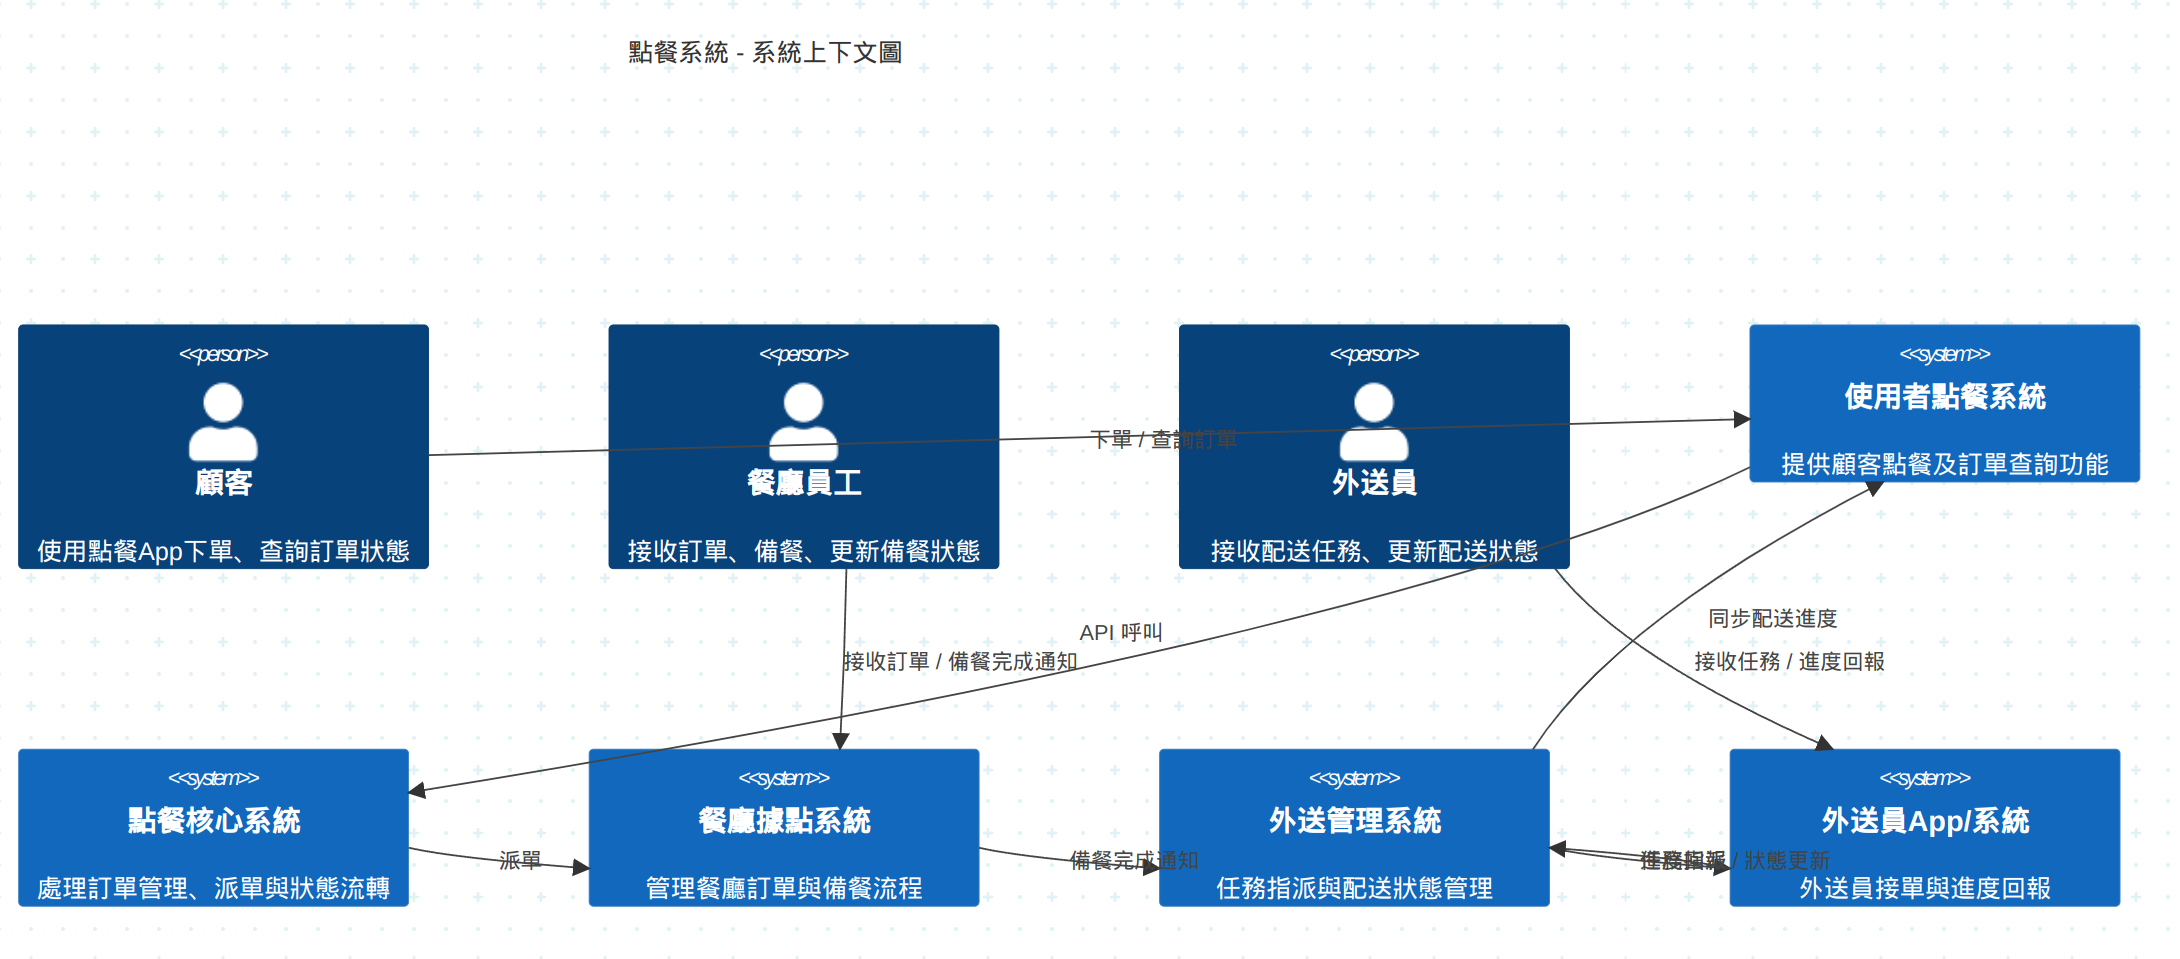 點餐系統 - 系統上下文圖
<<person>>
顧客
使用點餐App下單、查詢訂單狀態
<<person>>
餐廳員工
接收訂單、備餐、更新備餐狀態
<<person>>
外送員
接收配送任務、更新配送狀態
<<system>>
使用者點餐系統
提供顧客點餐及訂單查詢功能
下單 / 查詢訂單
API 呼叫
接收訂單 / 備餐完成通知
同步配送進度
接收任務 / 進度回報
<<system>>
點餐核心系統
處理訂單管理、派單與狀態流轉
派單
<<system>>
餐廳據點系統
管理餐廳訂單與備餐流程
備餐完成通知
<<system>>
外送管理系統
任務指派與配送狀態管理
/ 狀態更新
<<system>>
外送員App/系統
外送員接單與進度回報